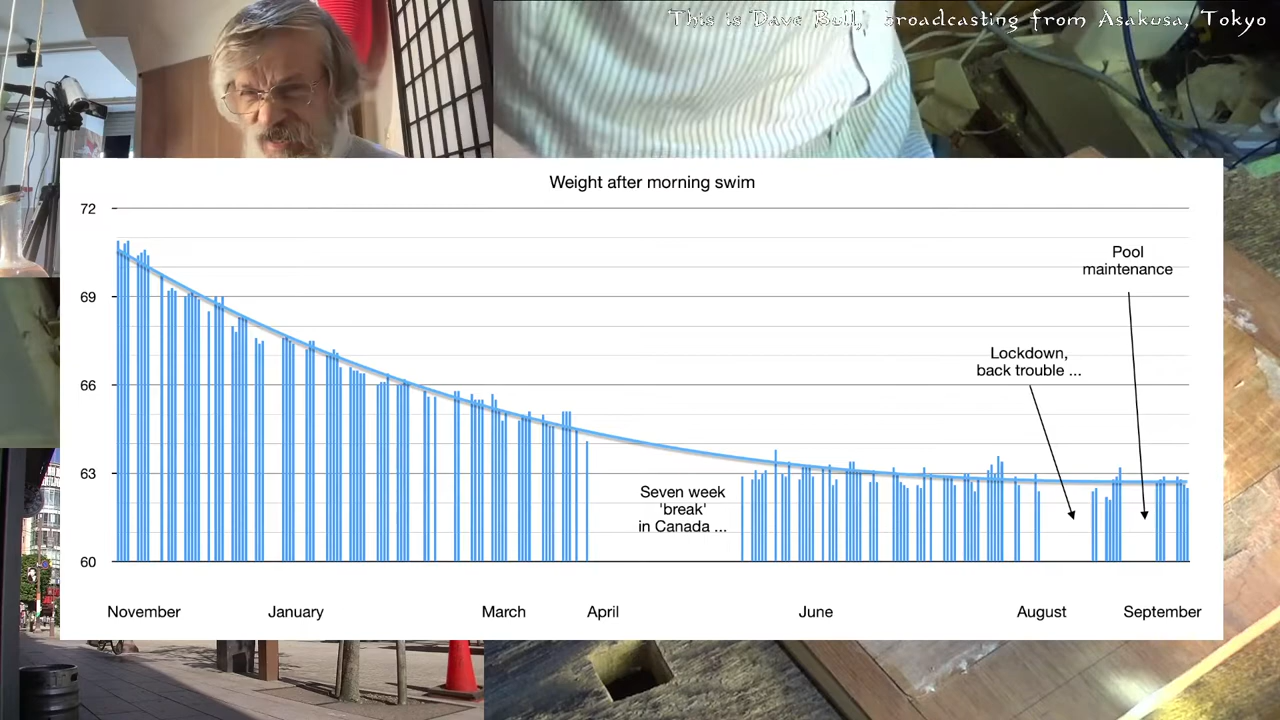 This is Dave Bull, broadcasting from Asakusa, Tokyo
Weight after morning swim
72
69
66
63
60
Pool
maintenance
Lockdown,
back trouble ...
Seven week
'break'
in Canada ...
November January March April June August September